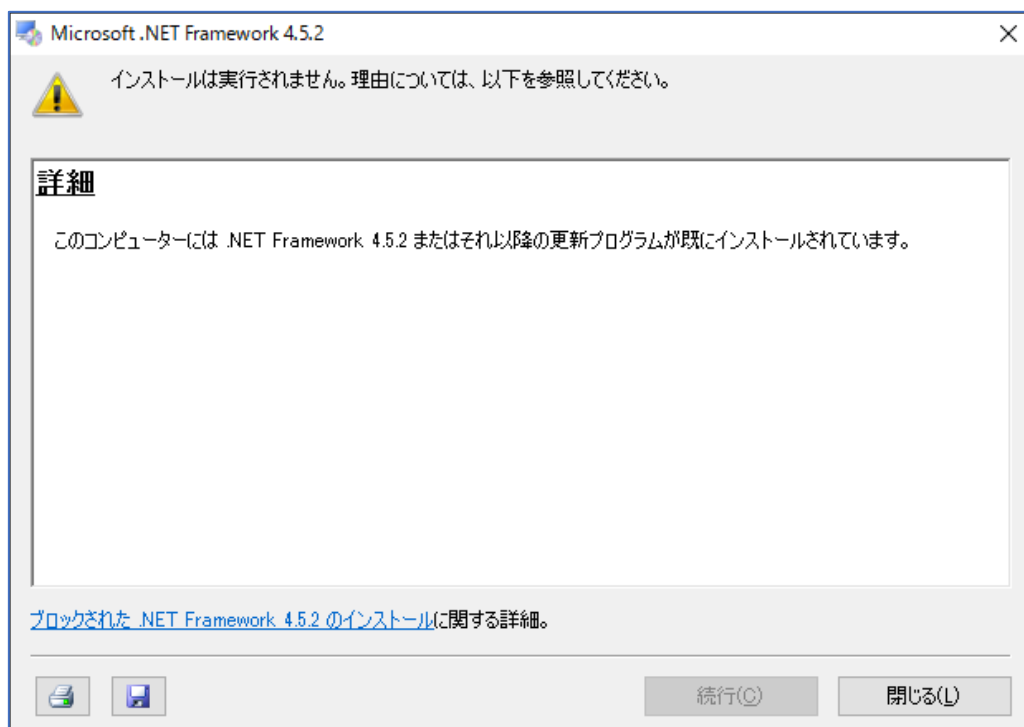 Microsoft .NET Framework 4.5.2
インストールは実行されません。理由については、以下を参照してください。
詳細
このコンピューターには .NET Framework 4.5.2 またはそれ以降の更新プログラムが既にインストールされています。
ブロックされた .NET Framework 4.5.2 のインストールに関する詳細。
続行(C)
閉じる(L)